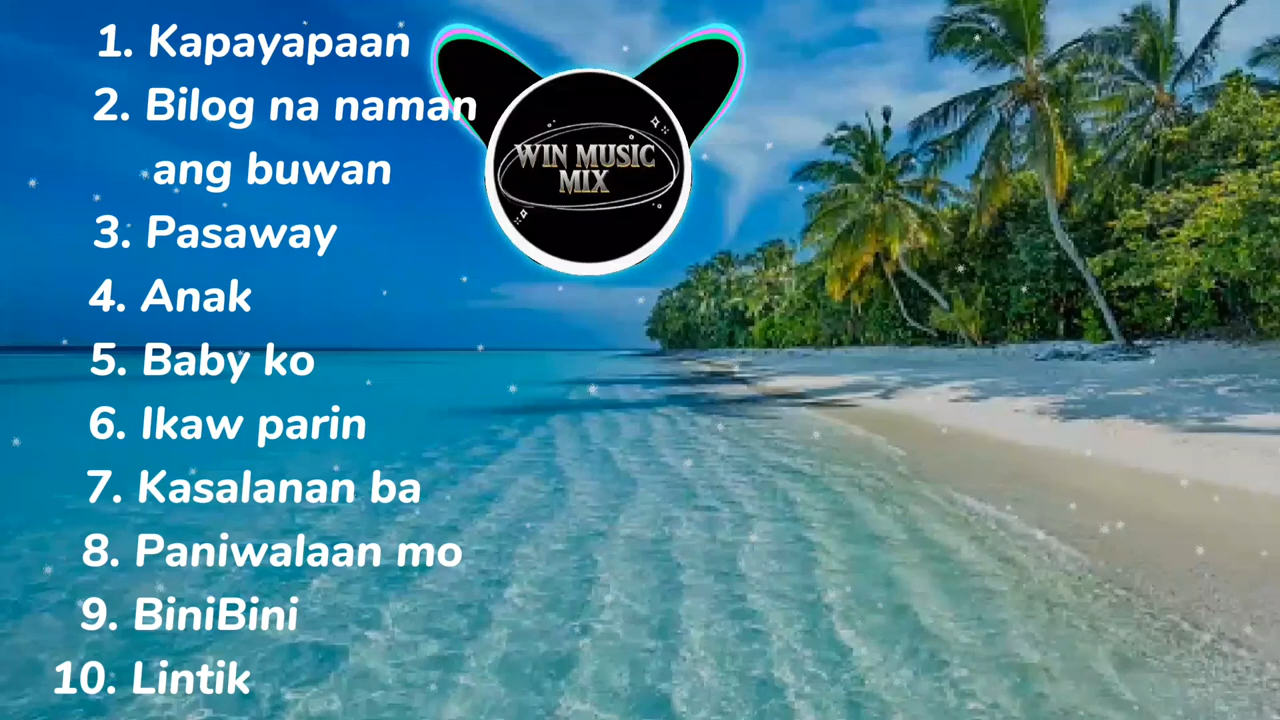 1. Kapayapaan
2. Bilog na naman
ang buwan
3. Pasaway
4. Anak
5. Baby ko
6. Ikaw parin
7. Kasalanan ba
8. Paniwalaan mo
9. BiniBini
10. Lintik
WIN MUSIC
MIX